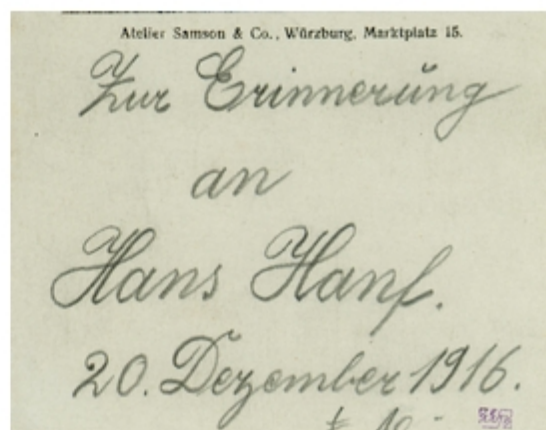 Atelier Samson & Co., Würzburg, Marktplatz 15.
Zur Erinnerung
an
Hans Hanf.
20. Dezember 1916.